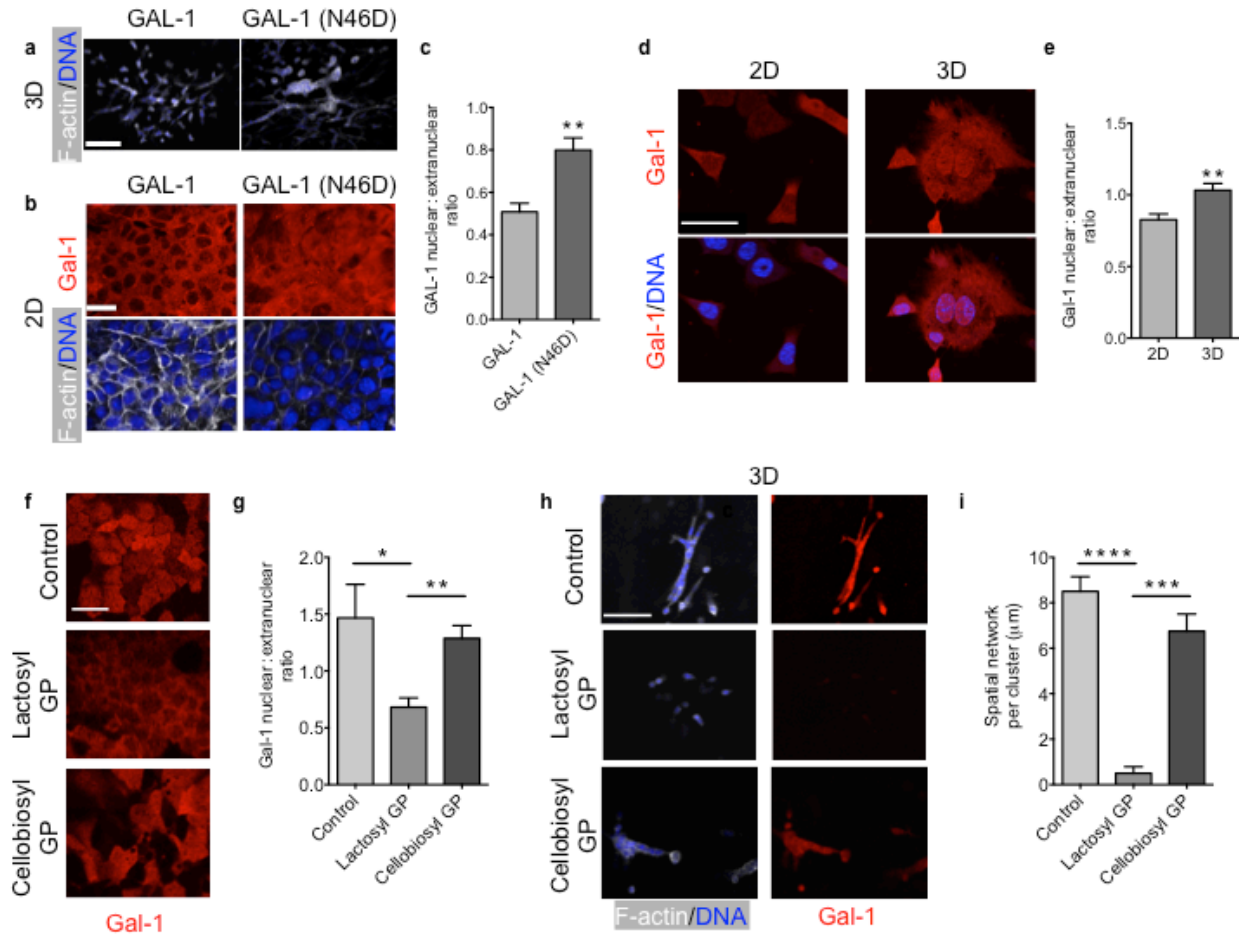 GAL-1 GAL-1 (N46D)
a
3D
F-actin/DNA
GAL-1 GAL-1 (N46D)
b
2D
Gal-1
F-actin/DNA
c
GAL-1 nuclear : extranuclear
ratio
1.0
0.8
0.6
0.4
0.2
0.0
**
GAL-1
GAL-1 (N46D)
d
2D 3D
Gal-1
Gal-1/DNA
e
Gal-1 nuclear : extranuclear
ratio
1.5
1.0
0.5
0.0
**
2D 3D
f
Control
Lactosyl
GP
Cellobiosyl
GP
Gal-1
g
Gal-1 nuclear : extranuclear
ratio
2.0
1.5
1.0
0.5
0.0
*
**
Control
Lactosyl GP
Cellobiosyl GP
3D
h
c
Control
Lactosyl
GP
Cellobiosyl
GP
F-actin/DNA Gal-1
i
Spatial network
per cluster (μm)
10
8
6
4
2
0
****
***
Control
Lactosyl GP
Cellobiosyl GP